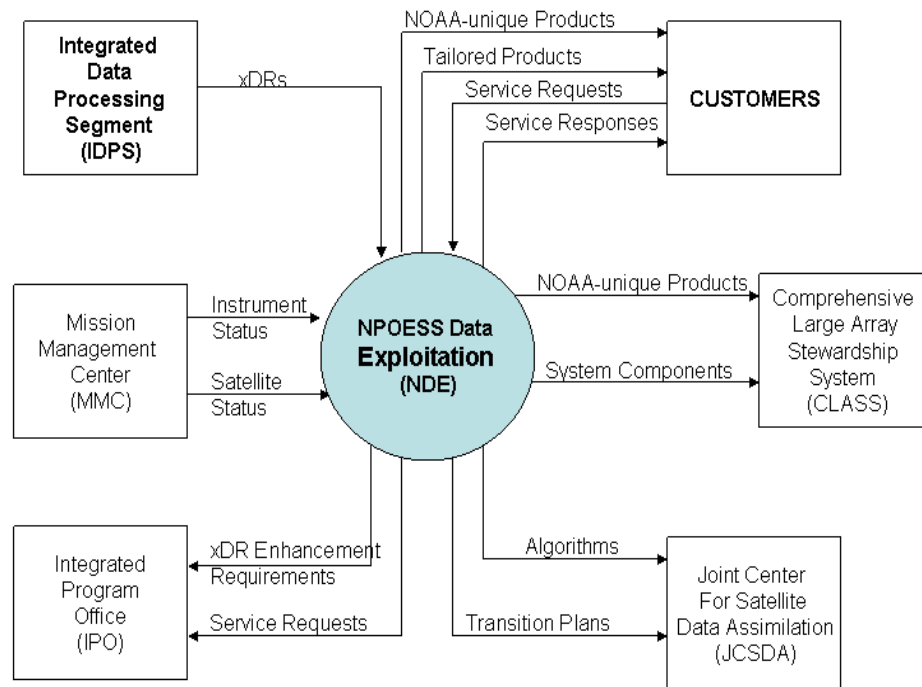 Integrated
Data
Processing
Segment
(IDPS)
xDRs
NOAA-unique Products
Tailored Products
Service Requests
Service Responses
CUSTOMERS
Mission
Management
Center
(MMC)
Instrument
Status
Satellite
Status
NPOESS Data
Exploitation
(NDE)
NOAA-unique Products
System Components
Comprehensive
Large Array
Stewardship
System
(CLASS)
Integrated
Program
Office
(IPO)
xDR Enhancement
Requirements
Service Requests
Algorithms
Transition Plans
Joint Center
For Satellite
Data Assimilation
(JCSDA)